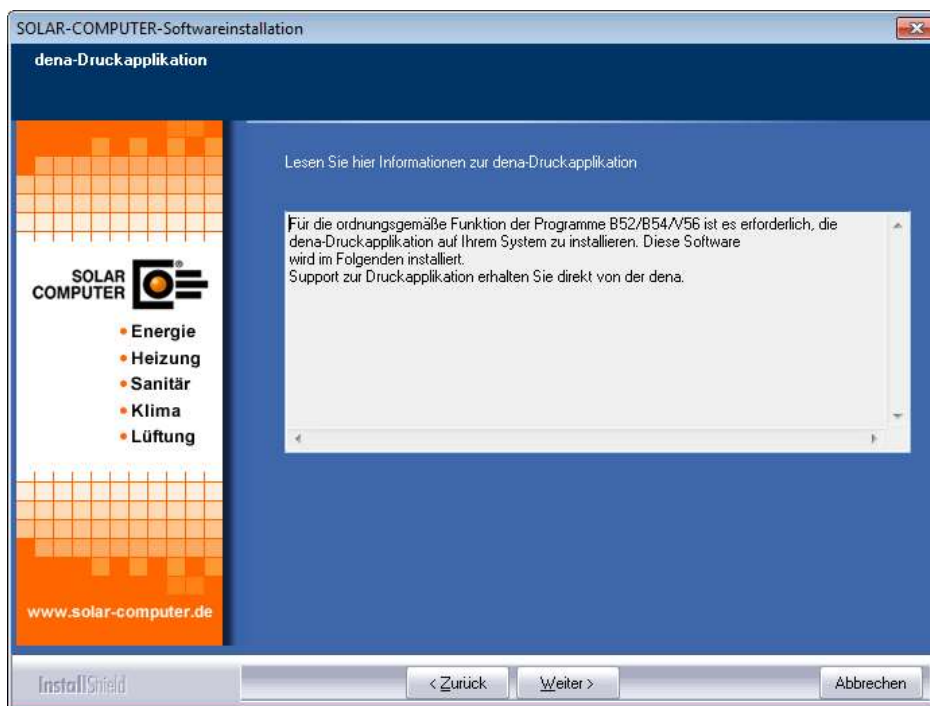 SOLAR-COMPUTER-Softwareinstallation
dena-Druckapplikation
Lesen Sie hier Informationen zur dena-Druckapplikation
Für die ordnungsgemäße Funktion der Programme B52/B54/V56 ist es erforderlich, die
dena-Druckapplikation auf Ihrem System zu installieren. Diese Software
wird im Folgenden installiert.
Support zur Druckapplikation erhalten Sie direkt von der dena.
SOLAR
COMPUTER
• Energie
• Heizung
• Sanitär
• Klima
• Lüftung
www.solar-computer.de
InstallShield
< Zurück
Weiter >
Abbrechen